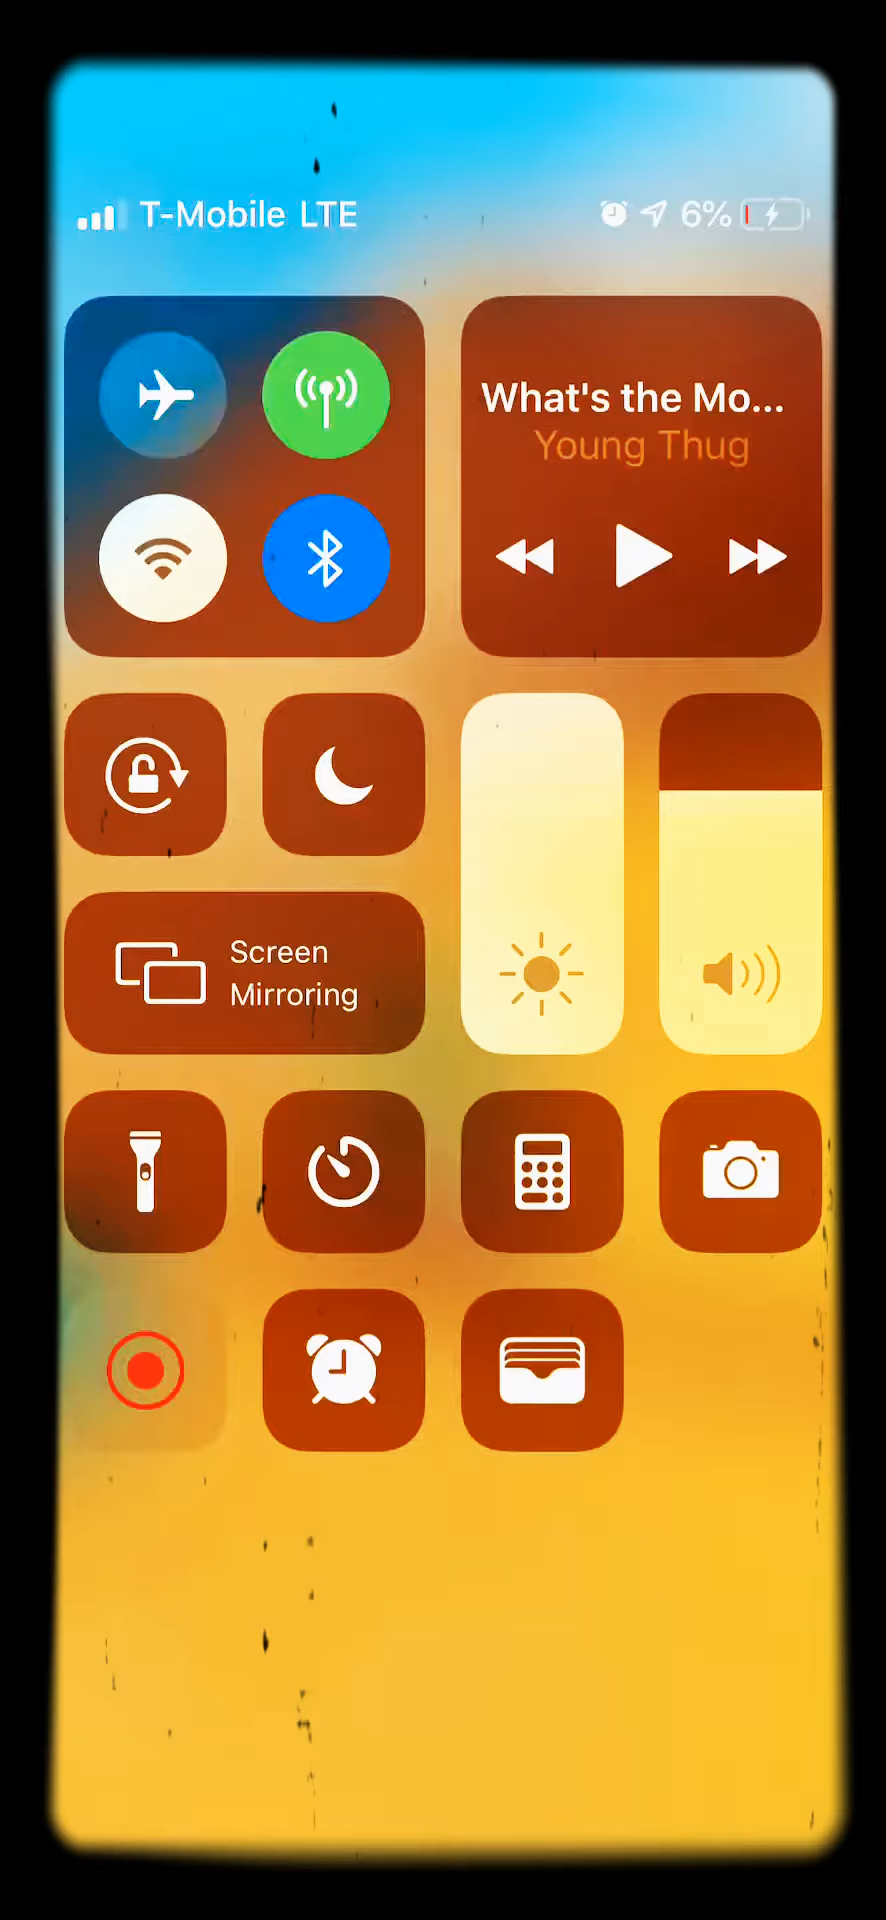 T-Mobile LTE 6%
What's the Mo...
Young Thug
Screen
Mirroring